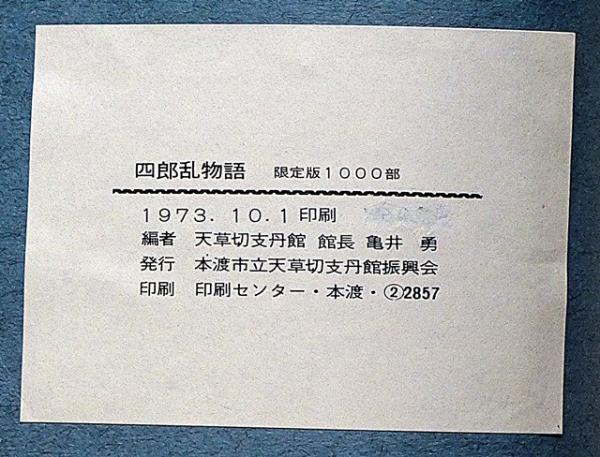 四郎乱物語 限定版1000部
1973. 10. 1 印刷
編者 天草切支丹館 館長 亀井 勇
発行 本渡市立天草切支丹館振興会
印刷 印刷センター・本渡・②2857